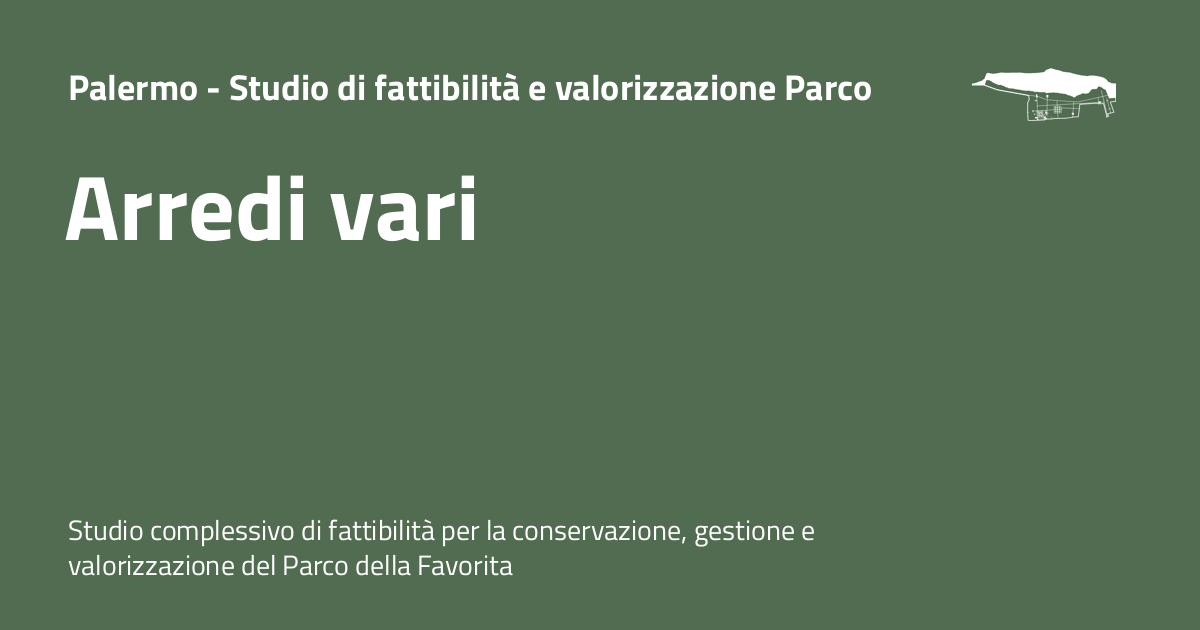 Palermo - Studio di fattibilità e valorizzazione Parco
Arredi vari
Studio complessivo di fattibilità per la conservazione, gestione e
valorizzazione del Parco della Favorita